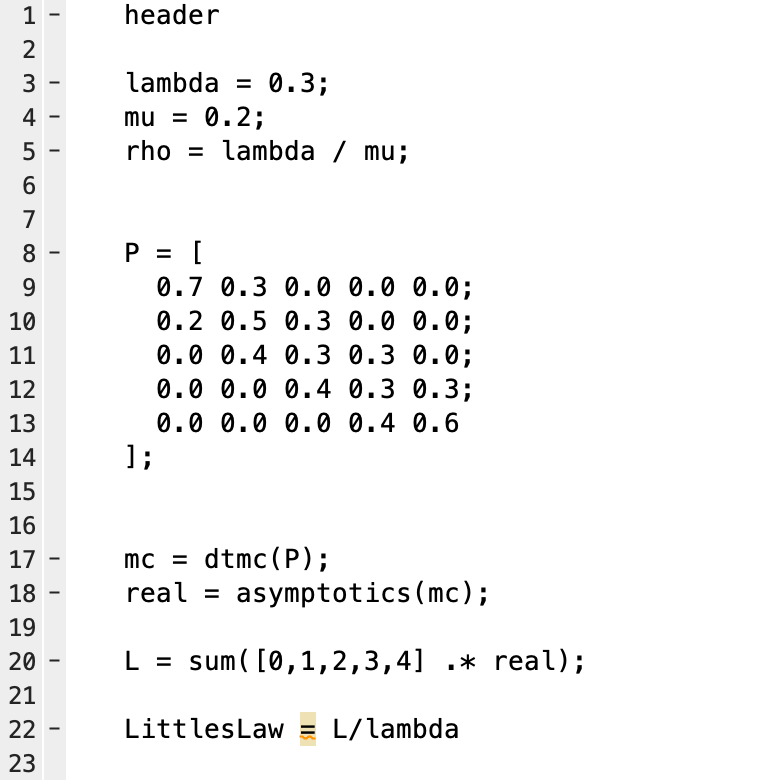 1 - header
2
3 - lambda = 0.3;
4 - mu = 0.2;
5 - rho = lambda / mu;
6
7
8 - P = [
9 0.7 0.3 0.0 0.0 0.0;
10 0.2 0.5 0.3 0.0 0.0;
11 0.0 0.4 0.3 0.3 0.0;
12 0.0 0.0 0.4 0.3 0.3;
13 0.0 0.0 0.0 0.4 0.6
14 ];
15
16
17 - mc = dtmc(P);
18 - real = asymptotics(mc);
19
20 - L = sum([0,1,2,3,4] .* real);
21
22 - LittlesLaw = L/lambda
23